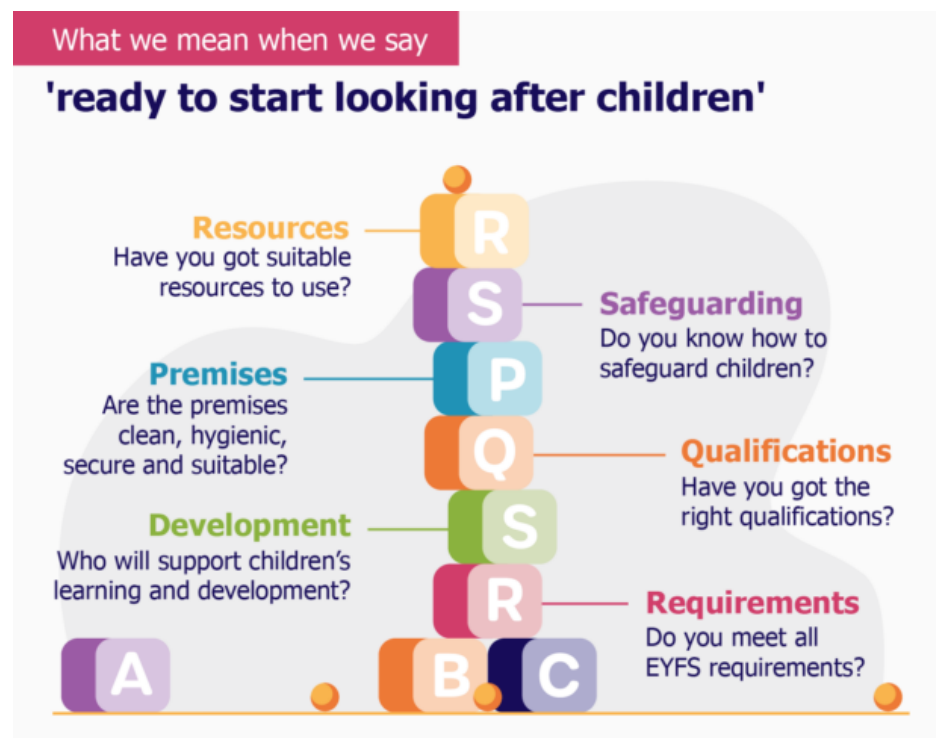 What we mean when we say
'ready to start looking after children'
R
Resources
Have you got suitable
resources to use?
S
Safeguarding
Do you know how to
safeguard children?
P
Premises
Are the premises
clean, hygienic,
secure and suitable?
Q
Qualifications
Have you got the
right qualifications?
S
Development
Who will support children’s
learning and development?
R
Requirements
Do you meet all
EYFS requirements?
A
B
C